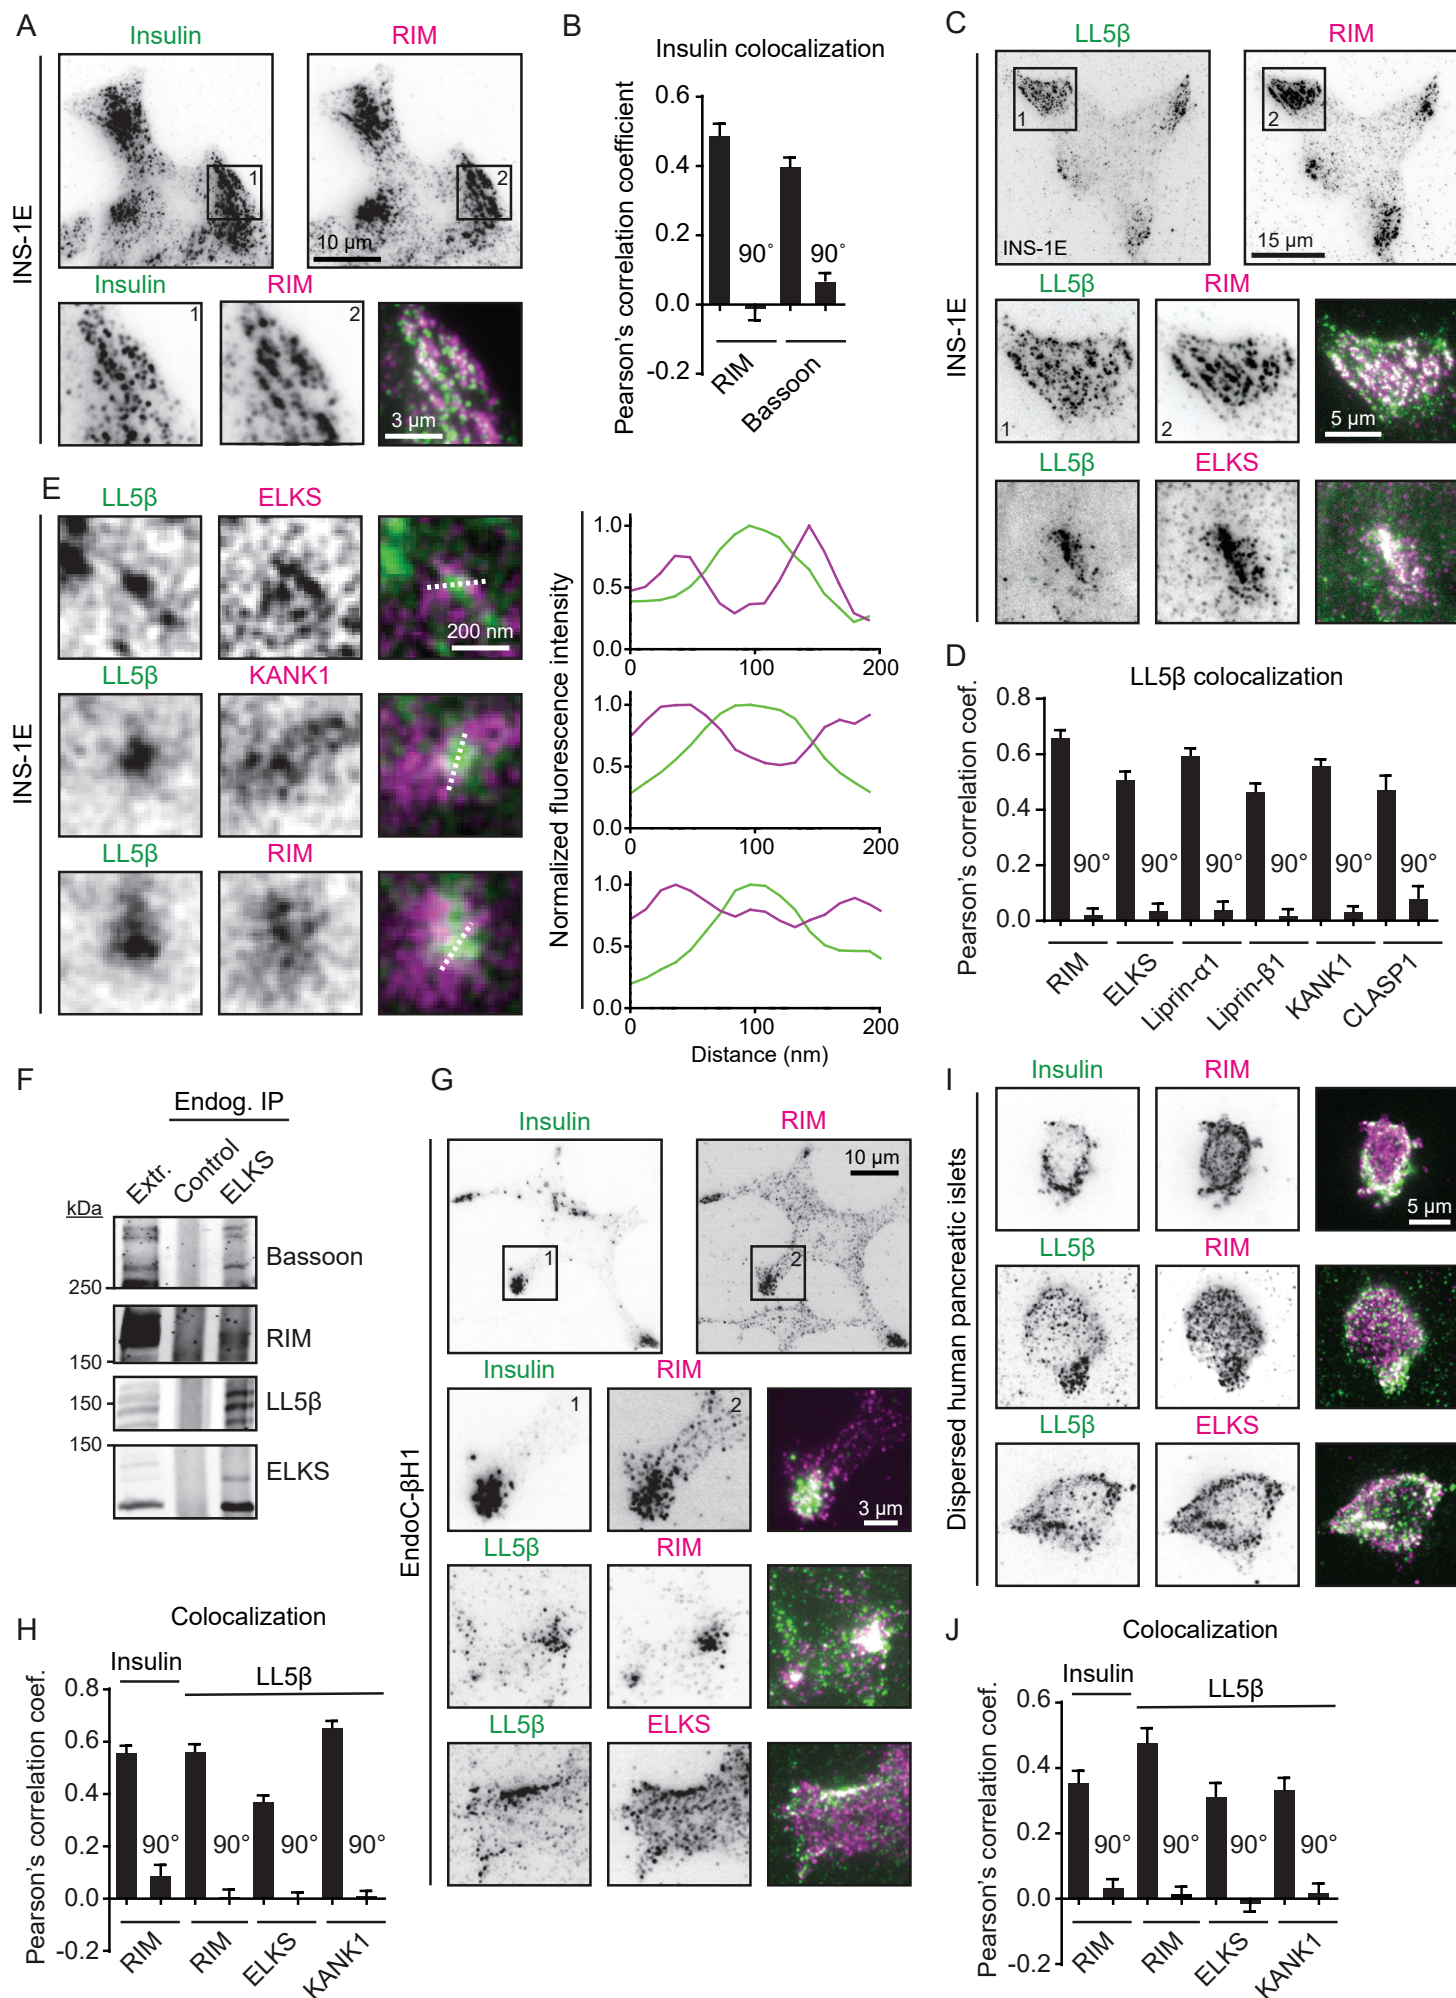 A
Insulin
RIM
INS-1E
1
2
10 µm
Insulin
RIM
1
2
3 µm
B
Insulin colocalization
Pearson's correlation coefficient
0.6
0.4
0.2
0.0
-0.2
90°
90°
RIM
Bassoon
C
LL5β
RIM
INS-1E
1
2
INS-1E
15 µm
LL5β
RIM
1
2
5 µm
LL5β
ELKS
D
LL5β colocalization
Pearson's correlation coef.
0.8
0.6
0.4
0.2
0.0
90°
90°
90°
90°
90°
90°
RIM
ELKS
Liprin-α1
Liprin-β1
KANK1
CLASP1
E
LL5β
ELKS
INS-1E
200 nm
LL5β
KANK1
LL5β
RIM
Normalized fluorescence intensity
1.0
0.5
0.0
0
100
200
1.0
0.5
0.0
0
100
200
1.0
0.5
0.0
0
100
200
Distance (nm)
F
Endog. IP
Extr.
Control
ELKS
kDa
Bassoon
250
RIM
150
LL5β
150
150
ELKS
G
Insulin
RIM
EndoC-βH1
10 µm
1
2
Insulin
RIM
1
2
3 µm
LL5β
RIM
LL5β
ELKS
H
Colocalization
Insulin
LL5β
Pearson's correlation coef.
0.8
0.6
0.4
0.2
0.0
-0.2
90°
90°
90°
90°
RIM
RIM
ELKS
KANK1
I
Insulin
RIM
Dispersed human pancreatic islets
5 µm
LL5β
RIM
LL5β
ELKS
J
Colocalization
Insulin
LL5β
Pearson's correlation coef.
0.6
0.4
0.2
0.0
-0.2
90°
90°
90°
90°
RIM
RIM
ELKS
KANK1